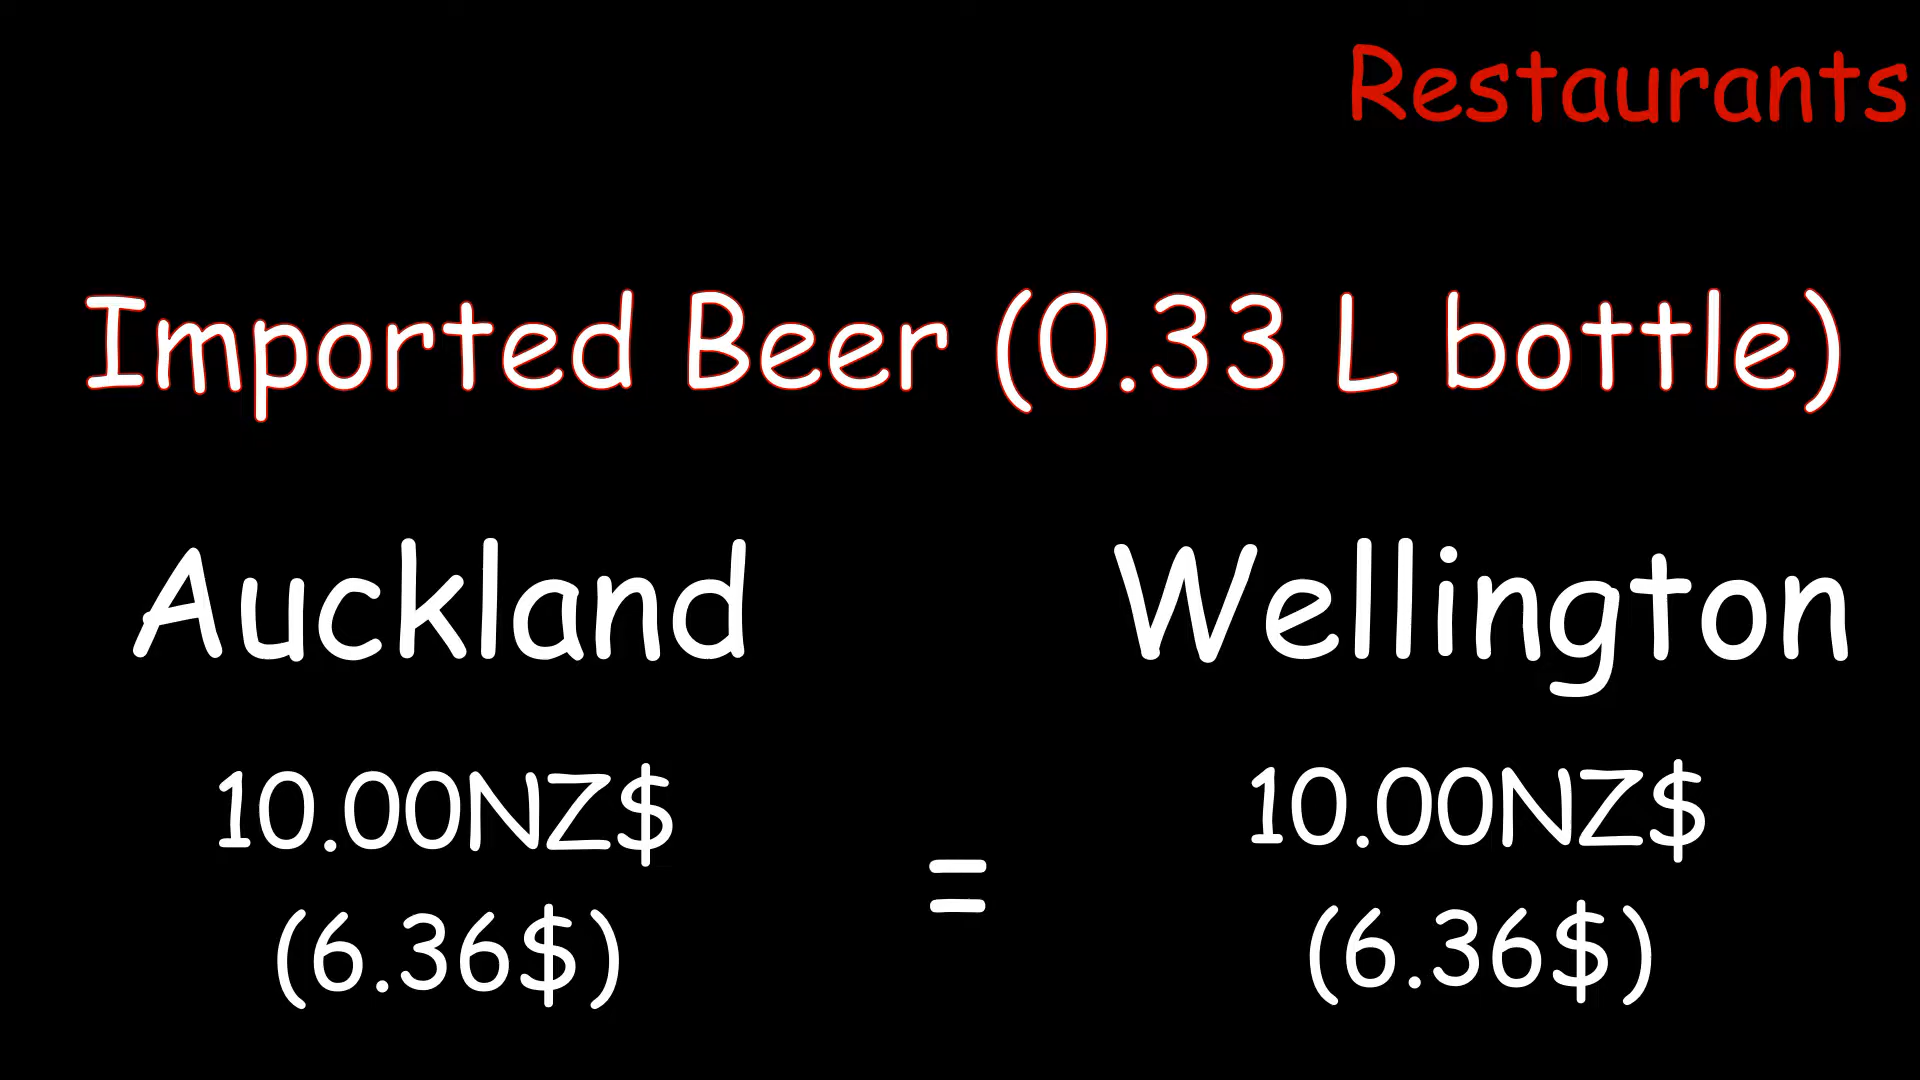 Restaurants
Imported Beer (0.33 L bottle)
Auckland Wellington
10.00NZ$ 10.00NZ$
=
(6.36$) (6.36$)